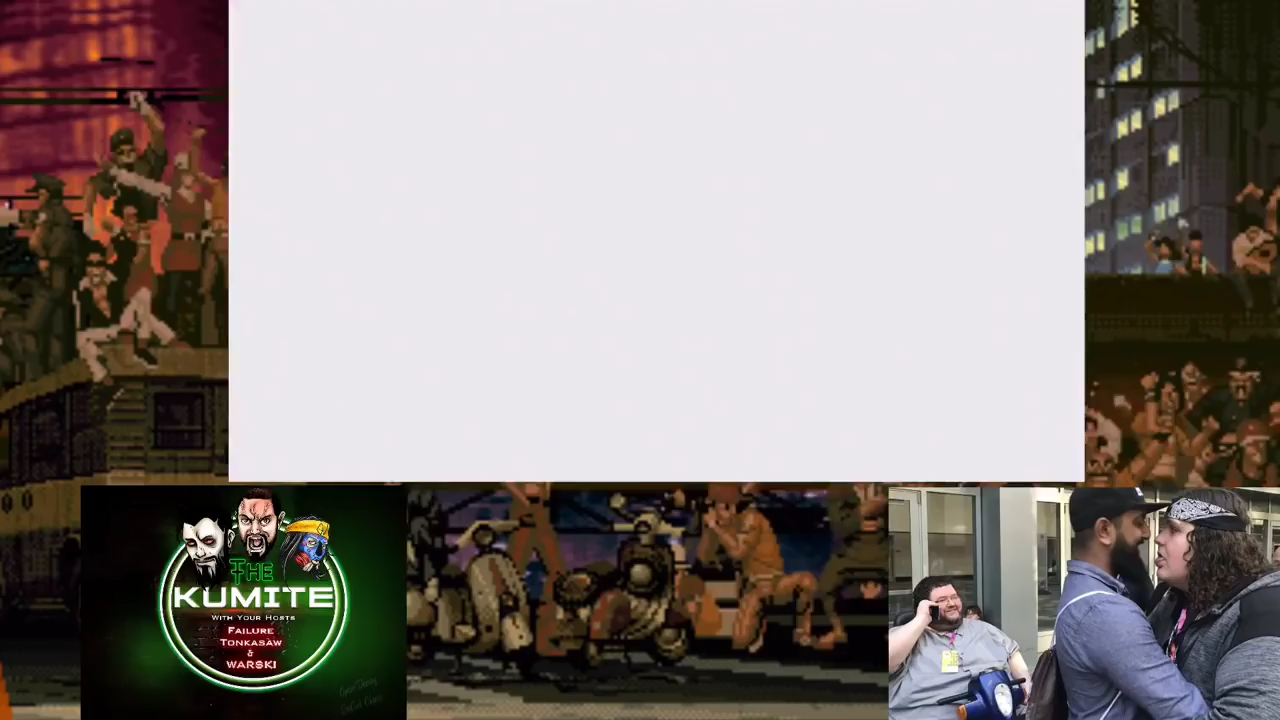 THE
KUMITE
WITH YOUR HOSTS
FAILURE
TONKASAW
&
WARSKI